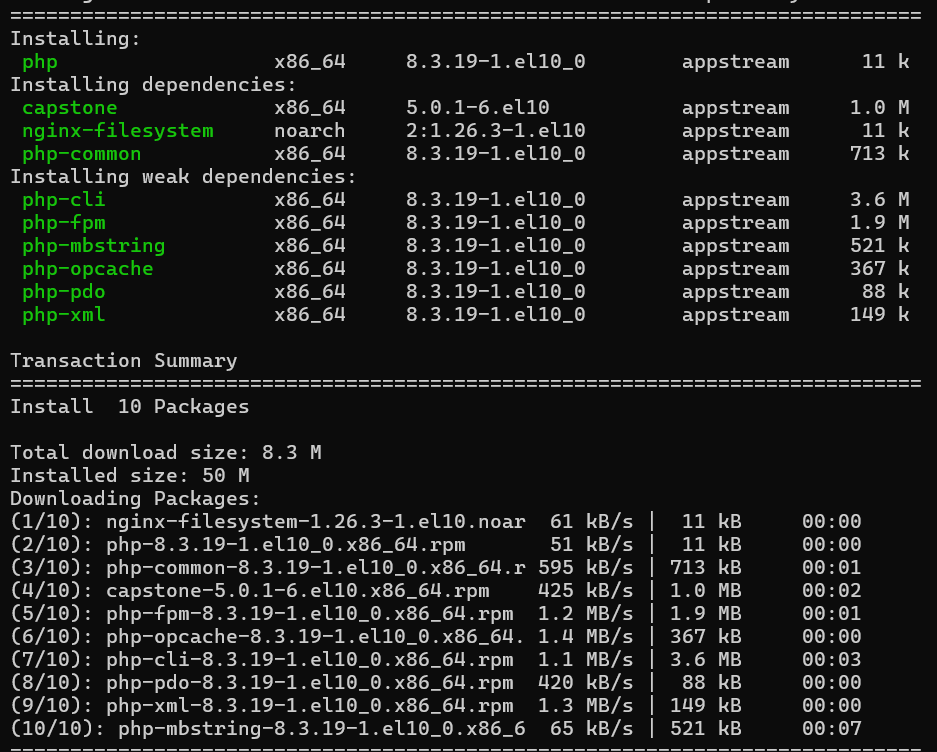 ================================================================================
Installing:
 php                  x86_64     8.3.19-1.el10_0        appstream      11 k
Installing dependencies:
 capstone             x86_64     5.0.1-6.el10           appstream     1.0 M
 nginx-filesystem     noarch     2:1.26.3-1.el10        appstream      11 k
 php-common           x86_64     8.3.19-1.el10_0        appstream     713 k
Installing weak dependencies:
 php-cli              x86_64     8.3.19-1.el10_0        appstream     3.6 M
 php-fpm              x86_64     8.3.19-1.el10_0        appstream     1.9 M
 php-mbstring         x86_64     8.3.19-1.el10_0        appstream     521 k
 php-opcache          x86_64     8.3.19-1.el10_0        appstream     367 k
 php-pdo              x86_64     8.3.19-1.el10_0        appstream      88 k
 php-xml              x86_64     8.3.19-1.el10_0        appstream     149 k

Transaction Summary
================================================================================
Install  10 Packages

Total download size: 8.3 M
Installed size: 50 M
Downloading Packages:
(1/10): nginx-filesystem-1.26.3-1.el10.noar  61 kB/s |  11 kB     00:00
(2/10): php-8.3.19-1.el10_0.x86_64.rpm       51 kB/s |  11 kB     00:00
(3/10): php-common-8.3.19-1.el10_0.x86_64.r 595 kB/s | 713 kB     00:01
(4/10): capstone-5.0.1-6.el10.x86_64.rpm    425 kB/s | 1.0 MB     00:02
(5/10): php-fpm-8.3.19-1.el10_0.x86_64.rpm  1.2 MB/s | 1.9 MB     00:01
(6/10): php-opcache-8.3.19-1.el10_0.x86_64. 1.4 MB/s | 367 kB     00:00
(7/10): php-cli-8.3.19-1.el10_0.x86_64.rpm  1.1 MB/s | 3.6 MB     00:03
(8/10): php-pdo-8.3.19-1.el10_0.x86_64.rpm  420 kB/s |  88 kB     00:00
(9/10): php-xml-8.3.19-1.el10_0.x86_64.rpm  1.3 MB/s | 149 kB     00:00
(10/10): php-mbstring-8.3.19-1.el10_0.x86_6  65 kB/s | 521 kB     00:07
================================================================================